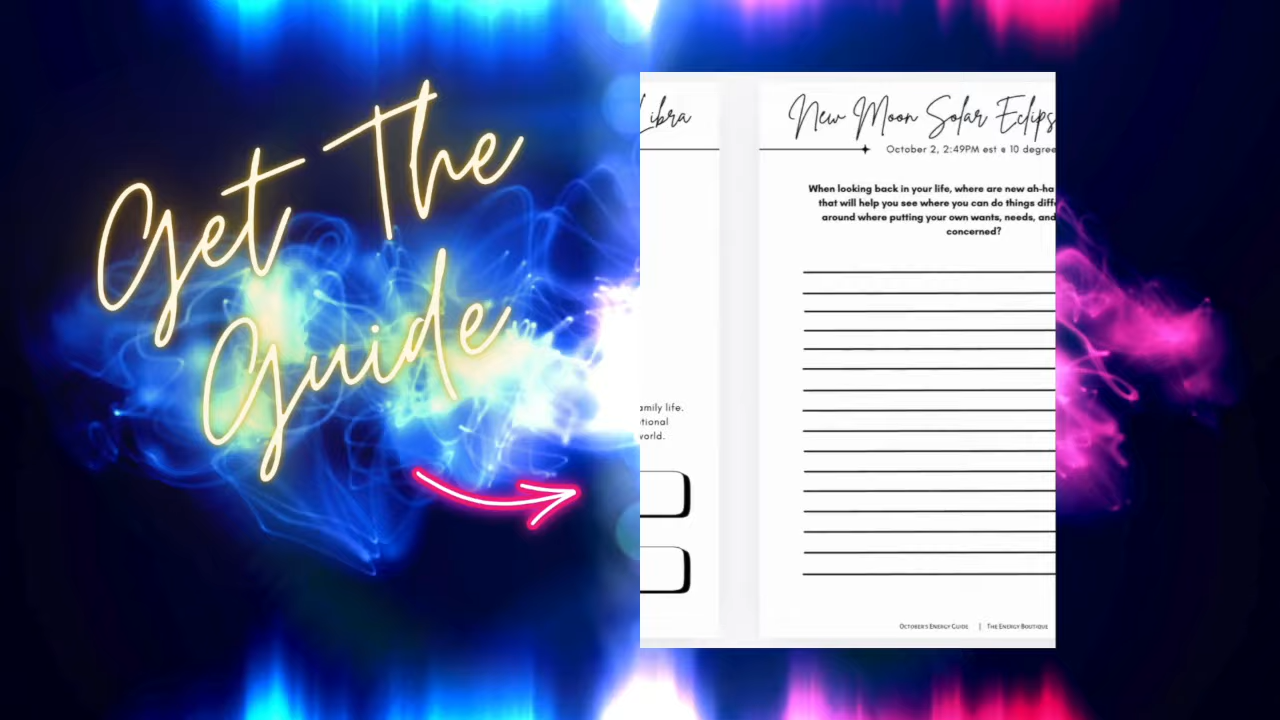 Get The
Guide
Libra
amily life.
tional
world.
New Moon Solar Eclips
October 2, 2:49PM est @ 10 degree
When looking back in your life, where are new ah-ha
that will help you see where you can do things diff
around where putting your own wants, needs, and
concerned?
October's Energy Guide | The Energy Boutique